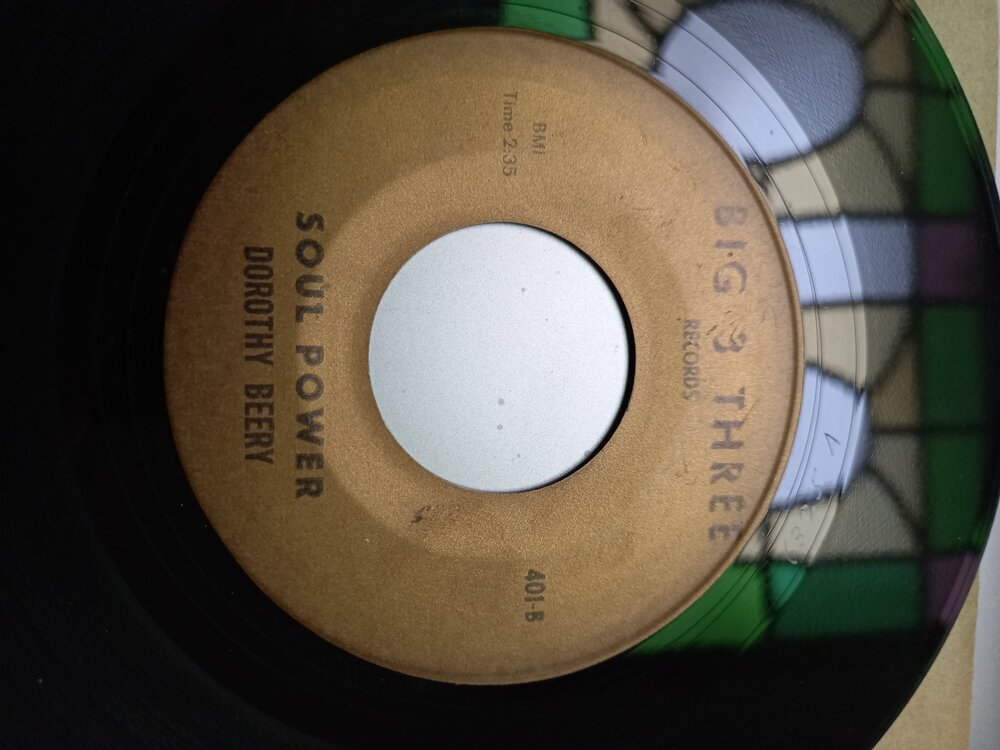 BIG 3 THREE
RECORDS
BMI
Time 2:35
401-B
SOUL POWER
DOROTHY BEERY